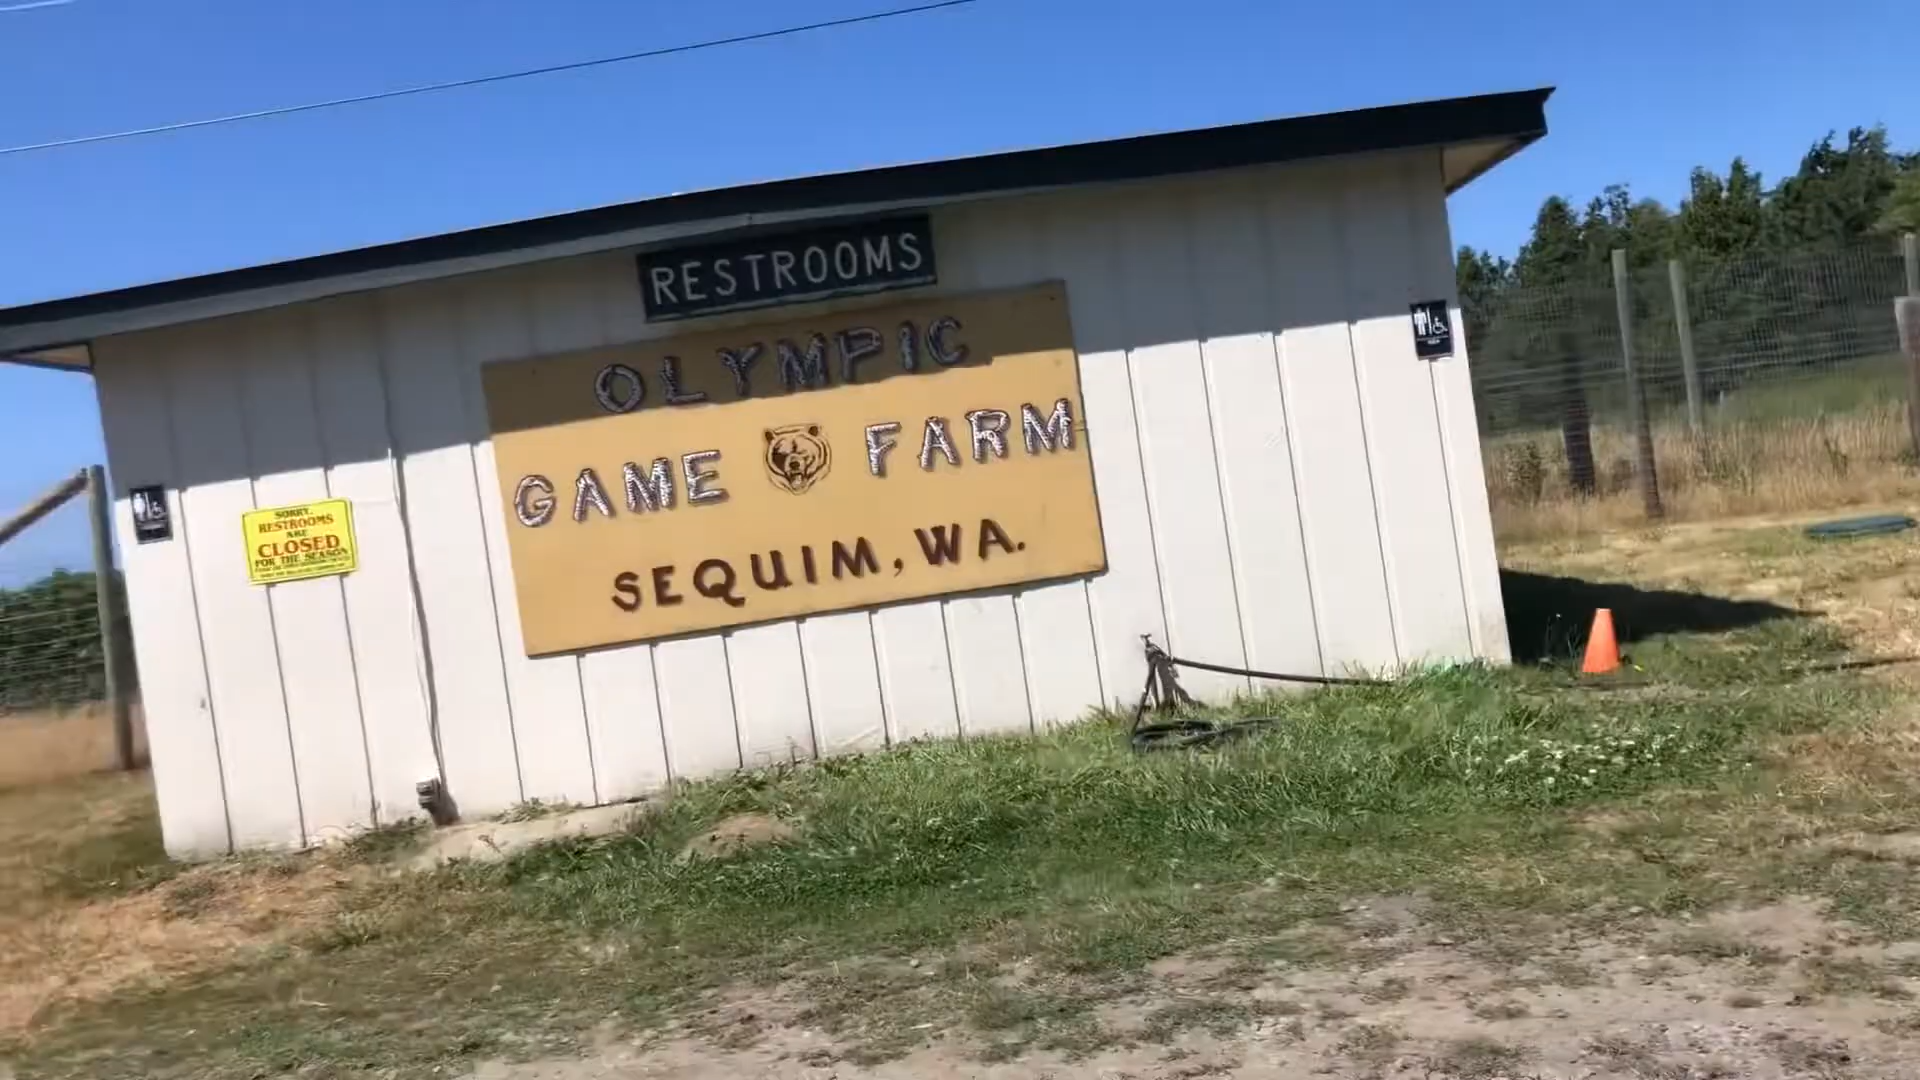 RESTROOMS
OLYMPIC
GAME FARM
SEQUIM, WA.
SORRY,
RESTROOMS
ARE
CLOSED
FOR THE SEASON